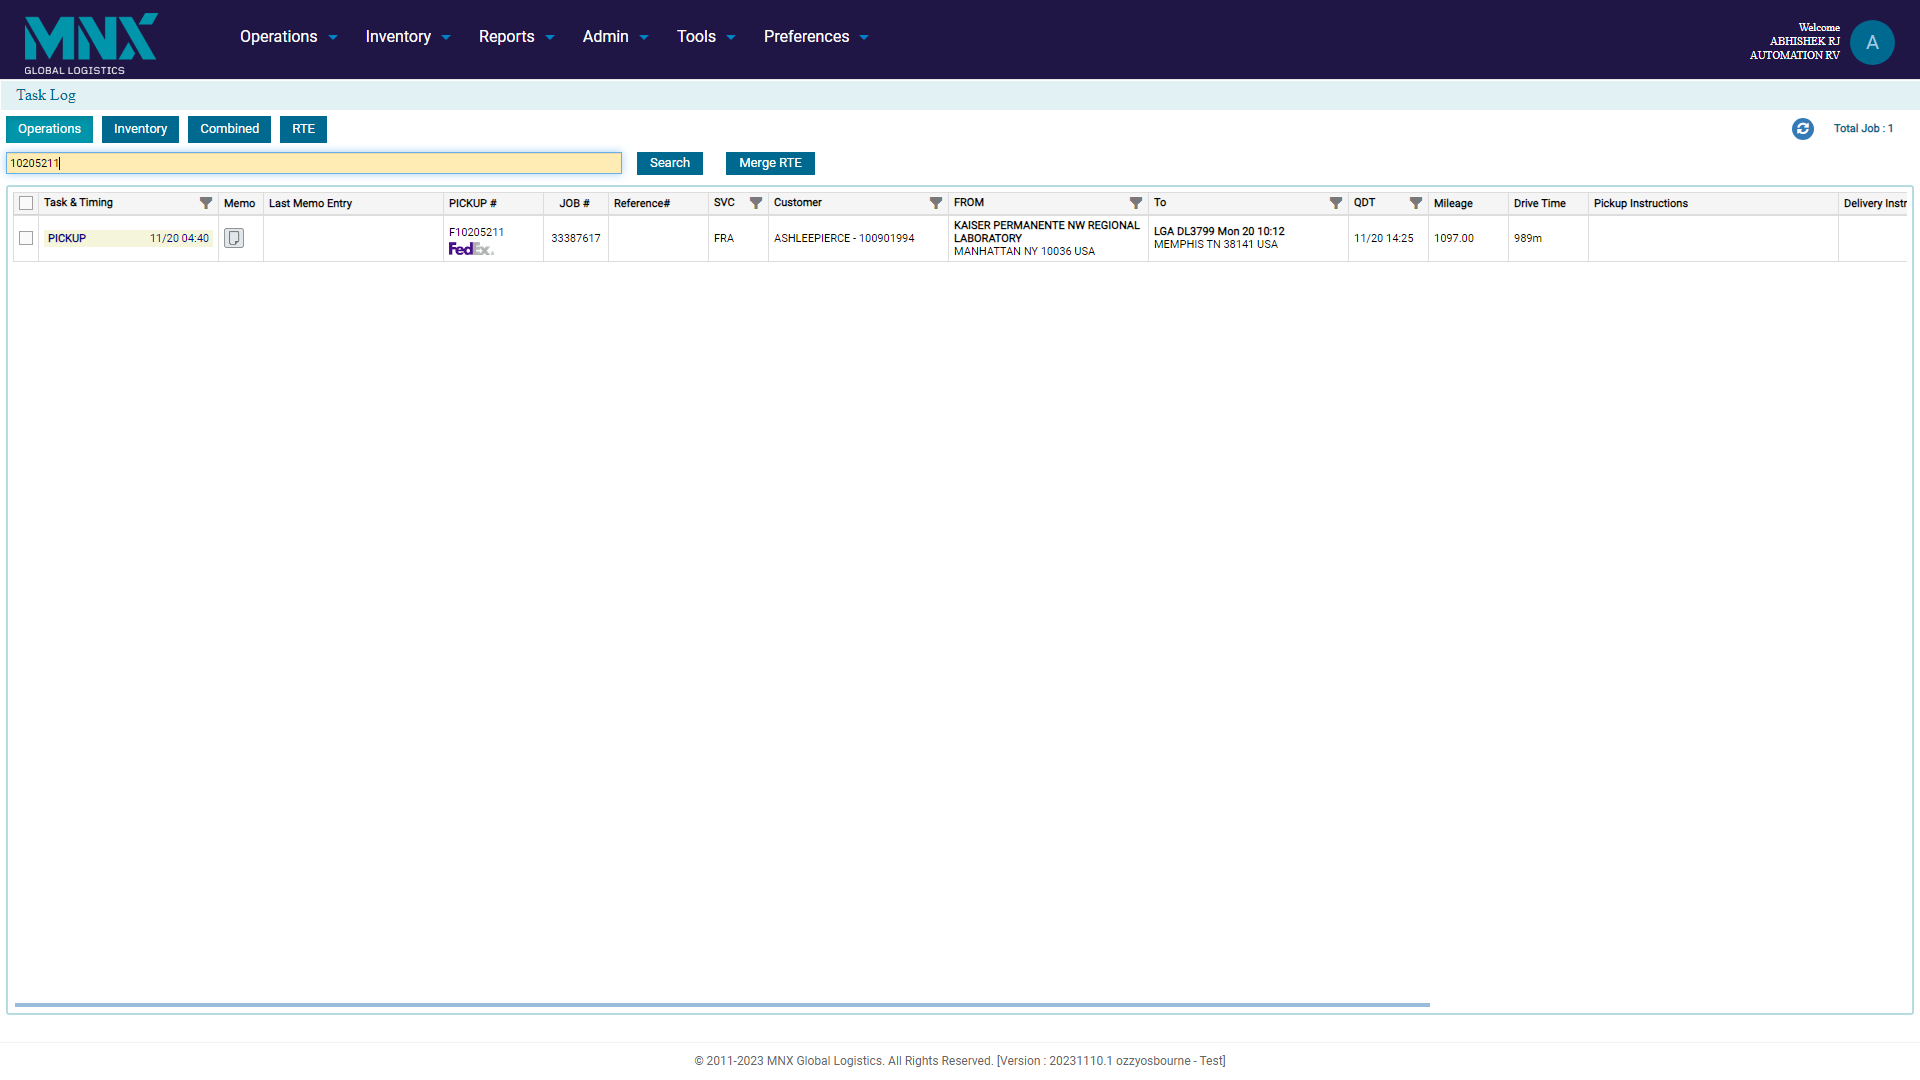 MNX
GLOBAL LOGISTICS
Operations Inventory Reports Admin Tools Preferences
Welcome
ABHISHEK RJ
AUTOMATION RV
A
Task Log
Operations Inventory Combined RTE
Total Job : 1
10205211
Search Merge RTE
Task & Timing Memo Last Memo Entry PICKUP # JOB # Reference# SVC Customer FROM To QDT Mileage Drive Time Pickup Instructions Delivery Instr
PICKUP 11/20 04:40
F10205211
FedEx
33387617
FRA
ASHLEEPIERCE - 100901994
KAISER PERMANENTE NW REGIONAL
LABORATORY
MANHATTAN NY 10036 USA
LGA DL3799 Mon 20 10:12
MEMPHIS TN 38141 USA
11/20 14:25
1097.00
989m
© 2011-2023 MNX Global Logistics. All Rights Reserved. [Version : 20231110.1 ozzyosbourne - Test]